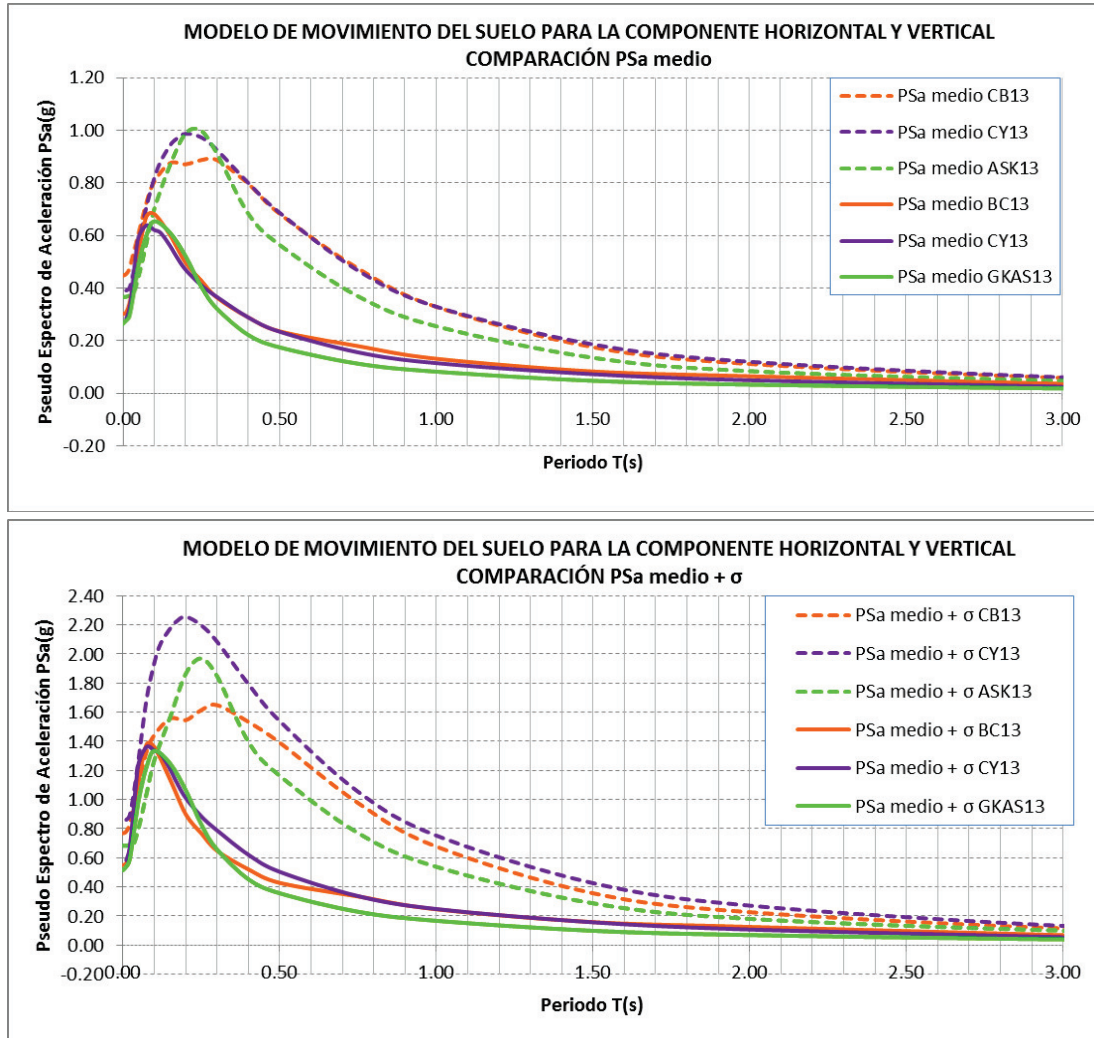 MODELO DE MOVIMIENTO DEL SUELO PARA LA COMPONENTE HORIZONTAL Y VERTICAL
COMPARACIÓN PSa medio
Pseudo Espectro de Aceleración PSa(g)
1.20
1.00
0.80
0.60
0.40
0.20
0.00
-0.20
0.00
0.50
1.00
1.50
2.00
2.50
3.00
Periodo T(s)
PSa medio CB13
PSa medio CY13
PSa medio ASK13
PSa medio BC13
PSa medio CY13
PSa medio GKAS13
MODELO DE MOVIMIENTO DEL SUELO PARA LA COMPONENTE HORIZONTAL Y VERTICAL
COMPARACIÓN PSa medio + σ
Pseudo Espectro de Aceleración PSa(g)
2.40
2.20
2.00
1.80
1.60
1.40
1.20
1.00
0.80
0.60
0.40
0.20
0.00
-0.20
0.00
0.50
1.00
1.50
2.00
2.50
3.00
Periodo T(s)
PSa medio + σ CB13
PSa medio + σ CY13
PSa medio + σ ASK13
PSa medio + σ BC13
PSa medio + σ CY13
PSa medio + σ GKAS13